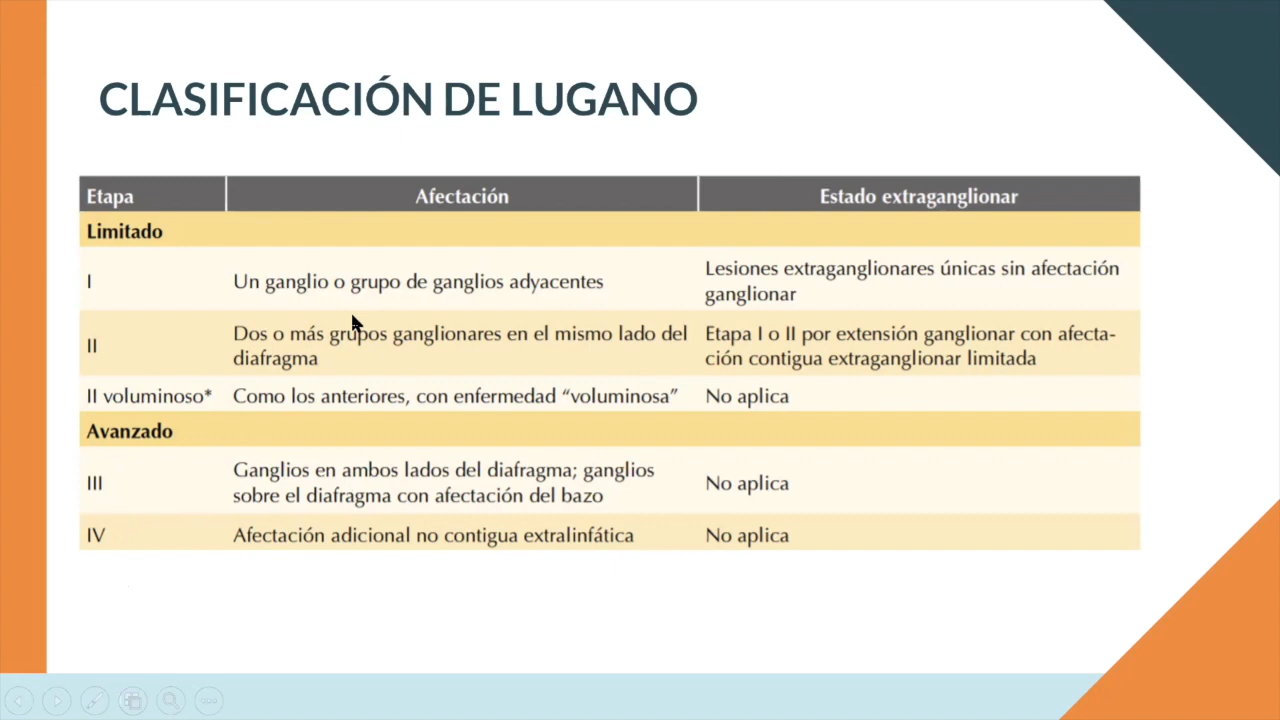 CLASIFICACIÓN DE LUGANO
Etapa Afectación Estado extraganglionar
Limitado
I Un ganglio o grupo de ganglios adyacentes Lesiones extraganglionares únicas sin afectación
ganglionar
II Dos o más grupos ganglionares en el mismo lado del
diafragma
Etapa I o II por extensión ganglionar con afecta-
ción contigua extraganglionar limitada
II voluminoso* Como los anteriores, con enfermedad “voluminosa” No aplica
Avanzado
III Ganglios en ambos lados del diafragma; ganglios
sobre el diafragma con afectación del bazo
No aplica
IV Afectación adicional no contigua extralinfática No aplica